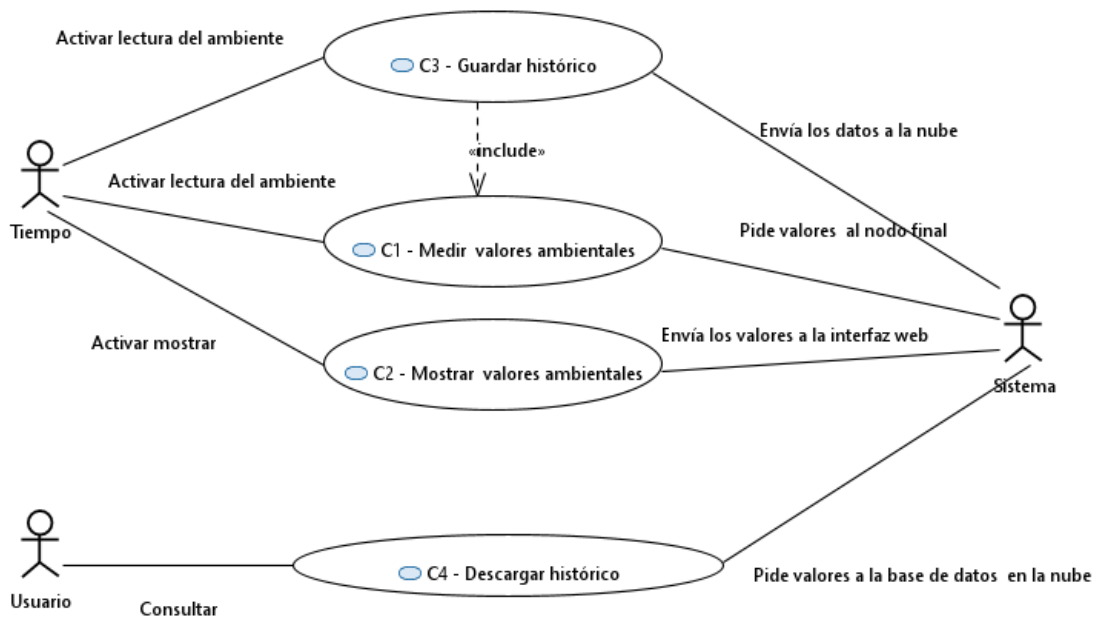 Activar lectura del ambiente
C3 - Guardar histórico
Envía los datos a la nube
«include»
Activar lectura del ambiente
Tiempo
Pide valores al nodo final
C1 - Medir valores ambientales
Activar mostrar
Envía los valores a la interfaz web
C2 - Mostrar valores ambientales
Sistema
C4 - Descargar histórico
Pide valores a la base de datos en la nube
Usuario
Consultar